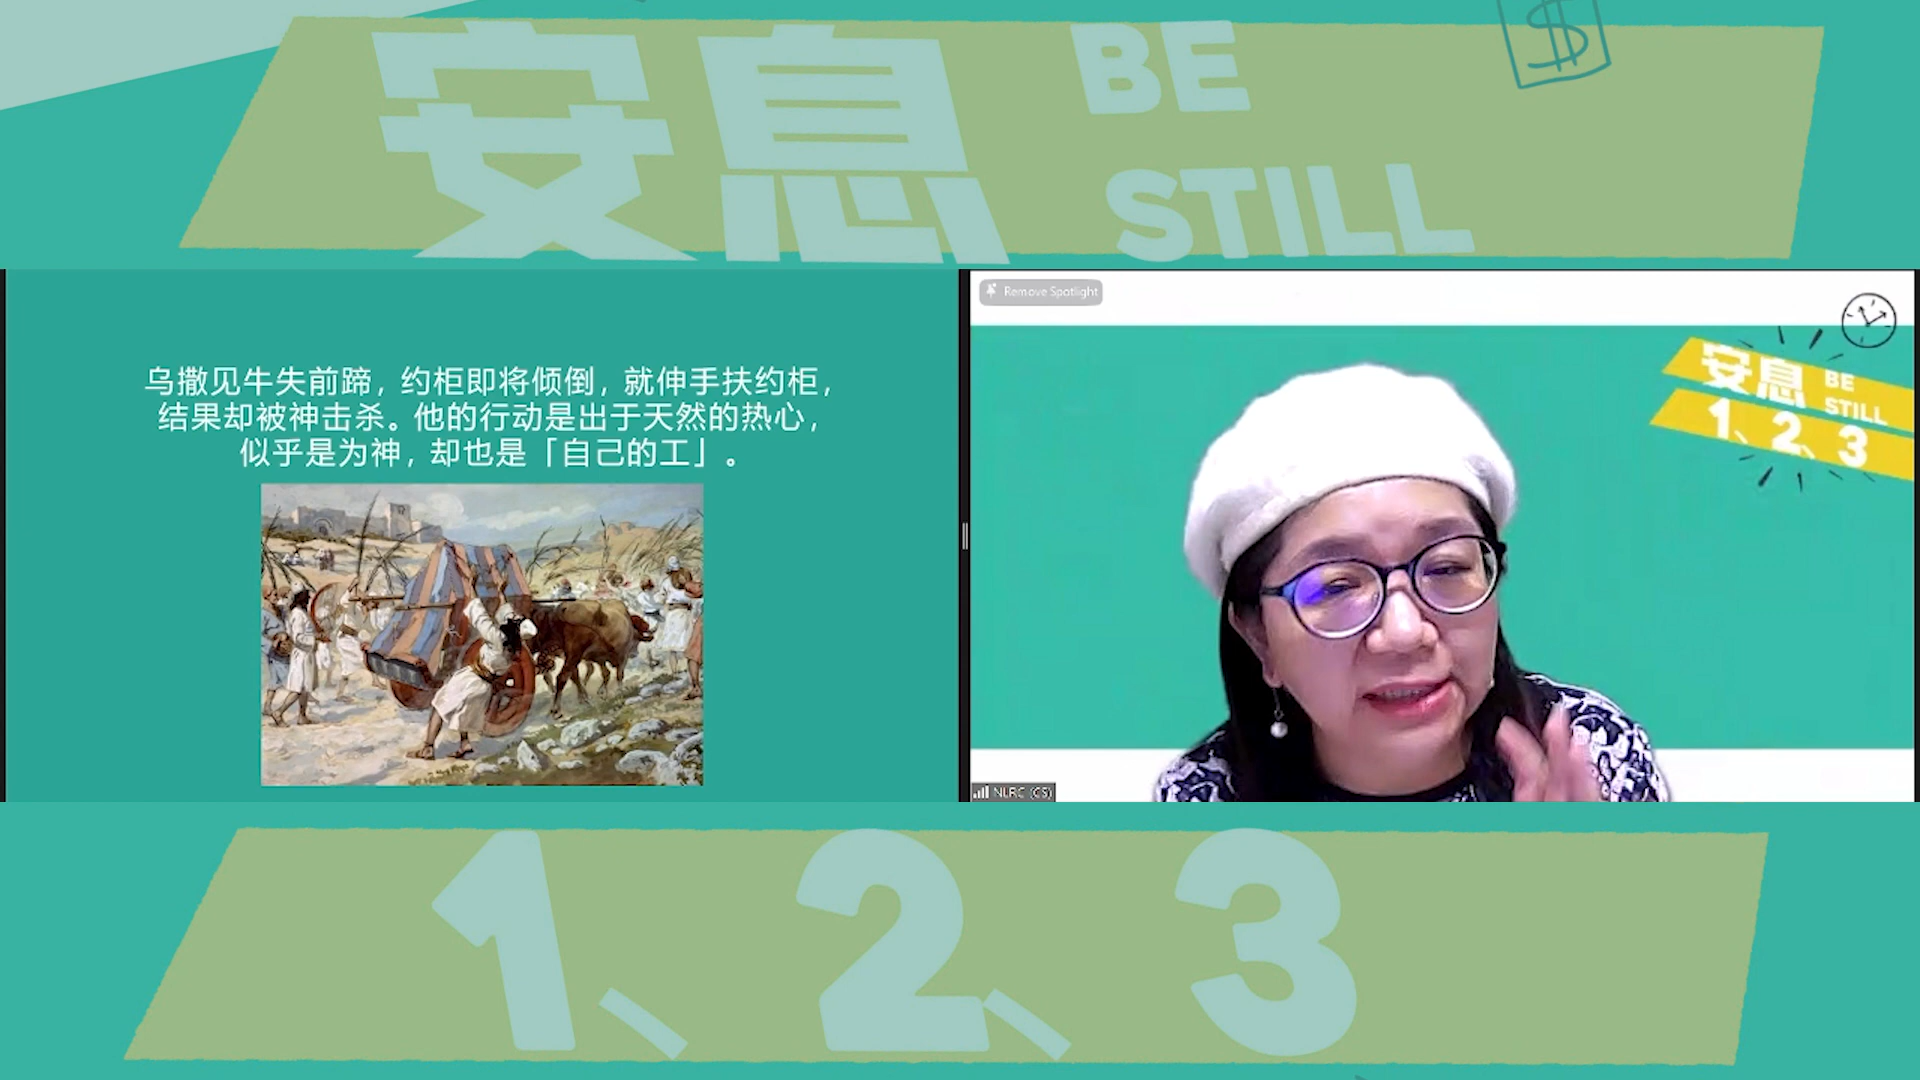 安息 BE
STILL
Remove Spotlight
乌撒见牛失前蹄，约柜即将倾倒，就伸手扶约柜，
结果却被神击杀。他的行动是出于天然的热心，
似乎是为神，却也是「自己的工」。
安息 BE
STILL
1、2、3
NLRC (CS)
1、2、3